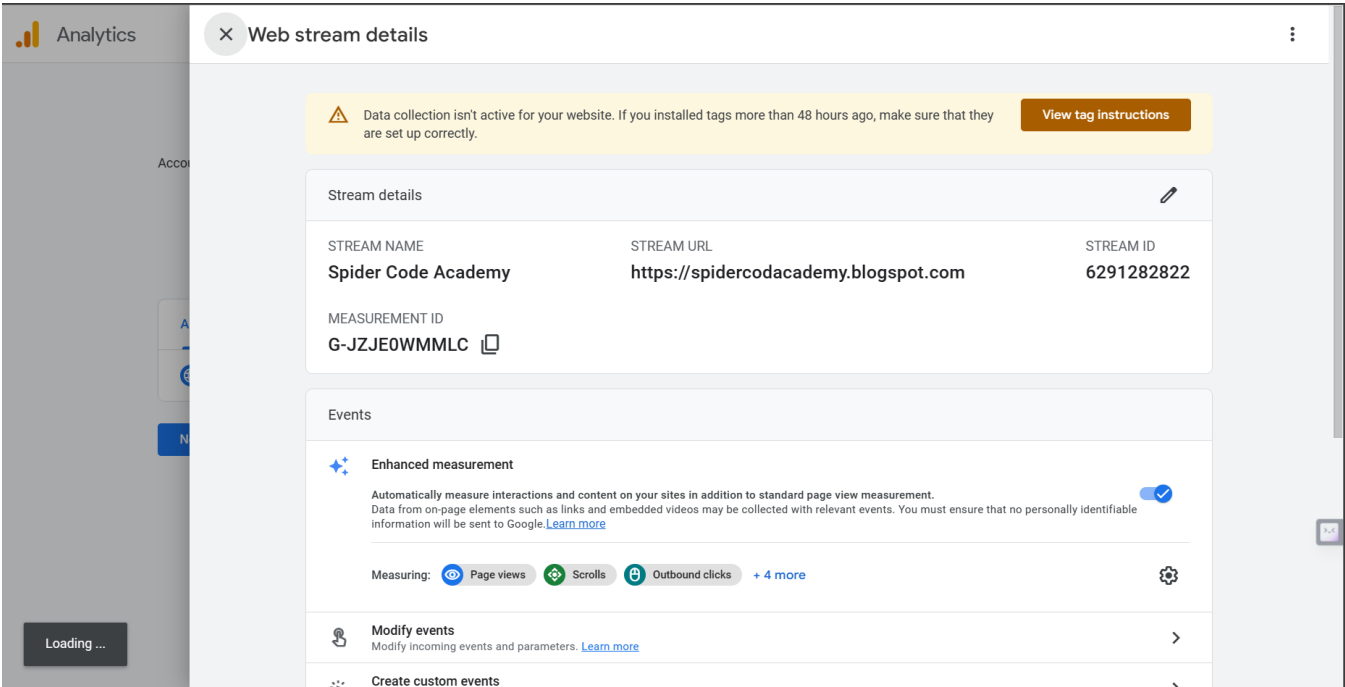 Analytics
Web stream details
Data collection isn't active for your website. If you installed tags more than 48 hours ago, make sure that they
are set up correctly.
View tag instructions
Accou
Stream details
STREAM NAME
STREAM URL
STREAM ID
Spider Code Academy
https://spidercodacademy.blogspot.com
6291282822
MEASUREMENT ID
G-JZJE0WMMLC
A
N
Events
Enhanced measurement
Automatically measure interactions and content on your sites in addition to standard page view measurement.
Data from on-page elements such as links and embedded videos may be collected with relevant events. You must ensure that no personally identifiable
information will be sent to Google.Learn more
Measuring: Page views Scrolls Outbound clicks + 4 more
Modify events
Modify incoming events and parameters. Learn more
Create custom events
Loading ...